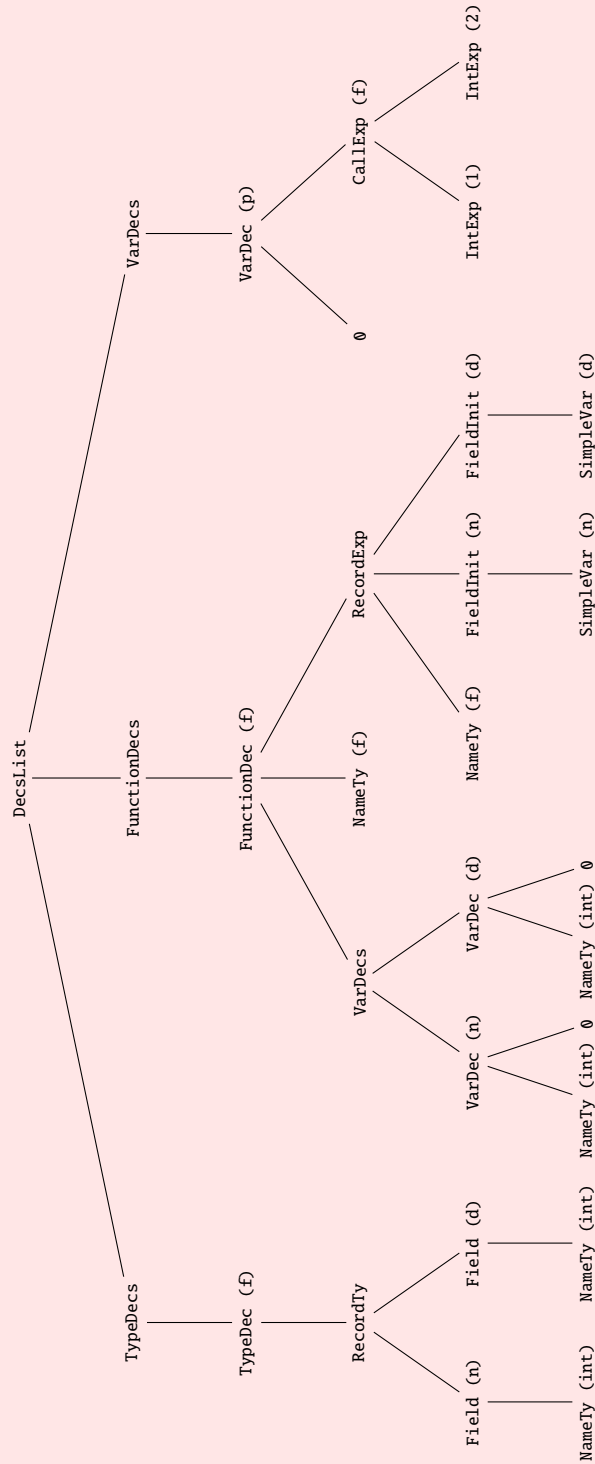 DecsList
TypeDecs
FunctionDecs
VarDecs
TypeDec (f)
FunctionDec (f)
VarDec (p)
RecordTy
VarDecs
NameTy (f)
RecordExp
0
CallExp (f)
Field (n)
Field (d)
VarDec (n)
VarDec (d)
NameTy (f)
FieldInit (n)
FieldInit (d)
IntExp (1)
IntExp (2)
NameTy (int)
NameTy (int)
NameTy (int)
0
NameTy (int)
0
SimpleVar (n)
SimpleVar (d)